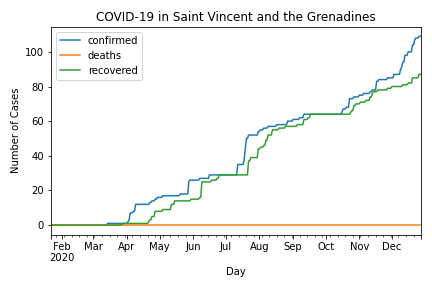 COVID-19 in Saint Vincent and the Grenadines
confirmed
deaths
recovered
Number of Cases
100
80
60
40
20
0
Feb Mar Apr May Jun Jul Aug Sep Oct Nov Dec
2020
Day